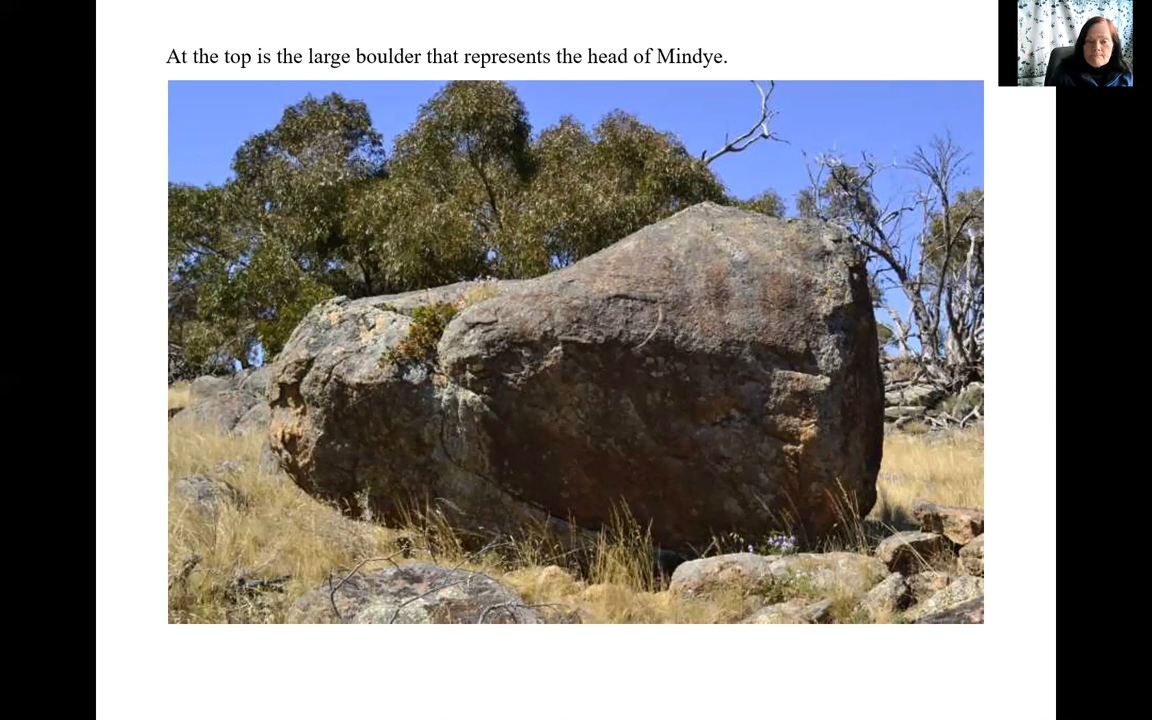 At the top is the large boulder that represents the head of Mindye.